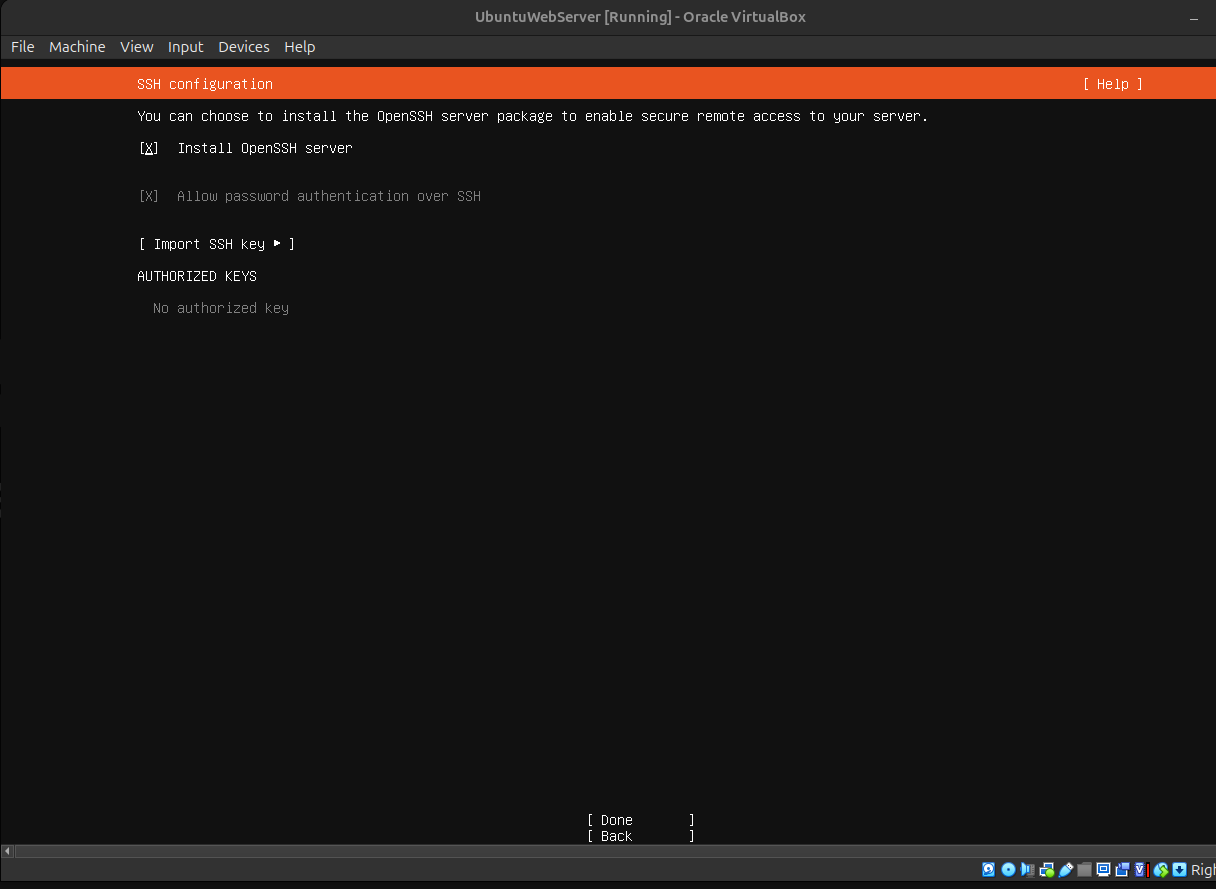 UbuntuWebServer [Running] - Oracle VirtualBox
File Machine View Input Devices Help
SSH configuration [ Help ]
You can choose to install the OpenSSH server package to enable secure remote access to your server.
[X] Install OpenSSH server
[X] Allow password authentication over SSH
[ Import SSH key ▸ ]
AUTHORIZED KEYS
No authorized key
[ Done ]
[ Back ]
Righ